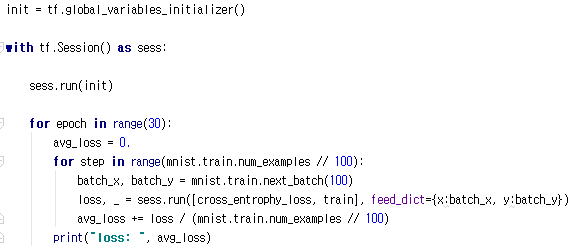 init = tf.global_variables_initializer()
with tf.Session() as sess:
sess.run(init)
for epoch in range(30):
avg_loss = 0.
for step in range(mnist.train.num_examples // 100):
batch_x, batch_y = mnist.train.next_batch(100)
loss, _ = sess.run([cross_entrophy_loss, train], feed_dict={x:batch_x, y:batch_y})
avg_loss += loss / (mnist.train.num_examples // 100)
print("loss: ", avg_loss)